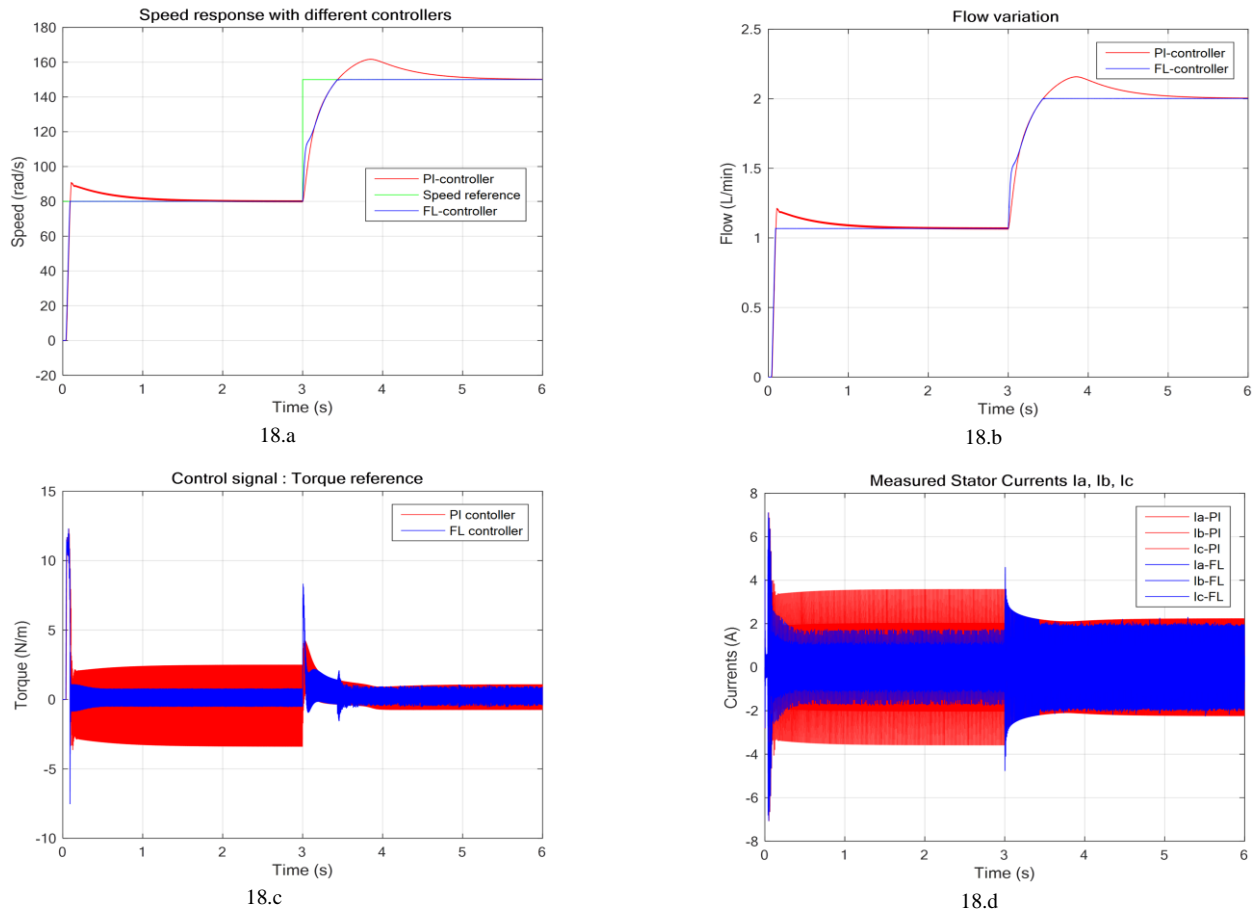 Speed response with different controllers
180
160
140
120
100
80
60
40
20
0
-20
Speed (rad/s)
PI-controller
Speed reference
FL-controller
0 1 2 3 4 5 6
Time (s)
18.a
Flow variation
2.5
2
1.5
1
0.5
0
Flow (L/min)
PI-controller
FL-controller
0 1 2 3 4 5 6
Time (s)
18.b
Control signal : Torque reference
15
10
5
0
-5
-10
Torque (N/m)
PI contoller
FL controller
0 1 2 3 4 5 6
Time (s)
18.c
Measured Stator Currents Ia, Ib, Ic
8
6
4
2
0
-2
-4
-6
-8
Currents (A)
Ia-PI
Ib-PI
Ic-PI
Ia-FL
Ib-FL
Ic-FL
0 1 2 3 4 5 6
Time (s)
18.d